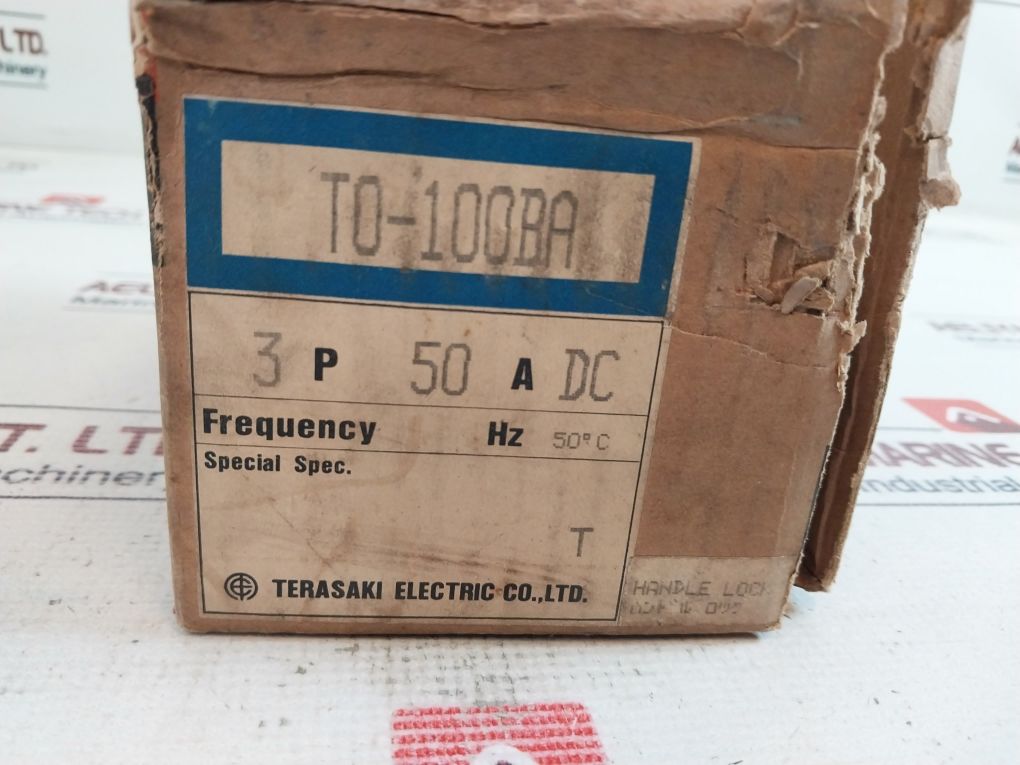 TO-100BA
3 P 50 A DC
Frequency Hz 50°C
Special Spec.
T
TERASAKI ELECTRIC CO.,LTD.
HANDLE LOCK